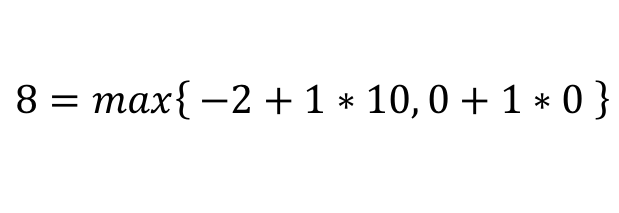 8 = max{ −2 + 1 ∗ 10, 0 + 1 ∗ 0 }